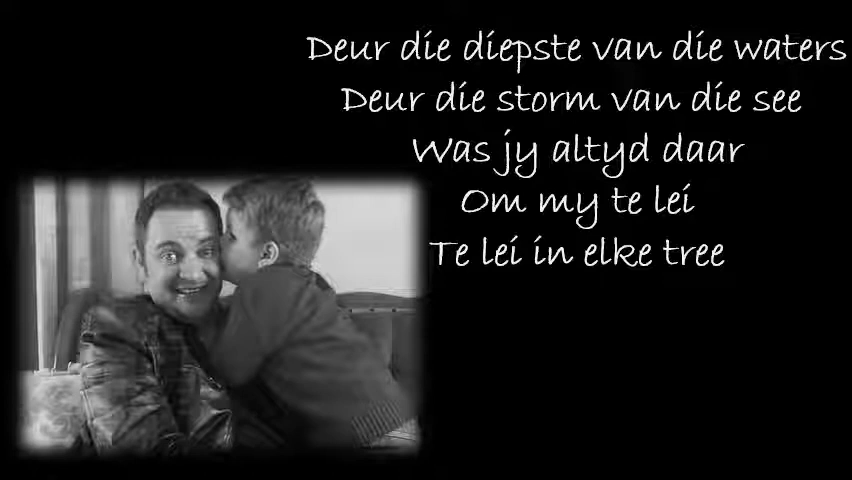 Deur die diepste van die waters
Deur die storm van die see
Was jy altyd daar
Om my te lei
Te lei in elke tree